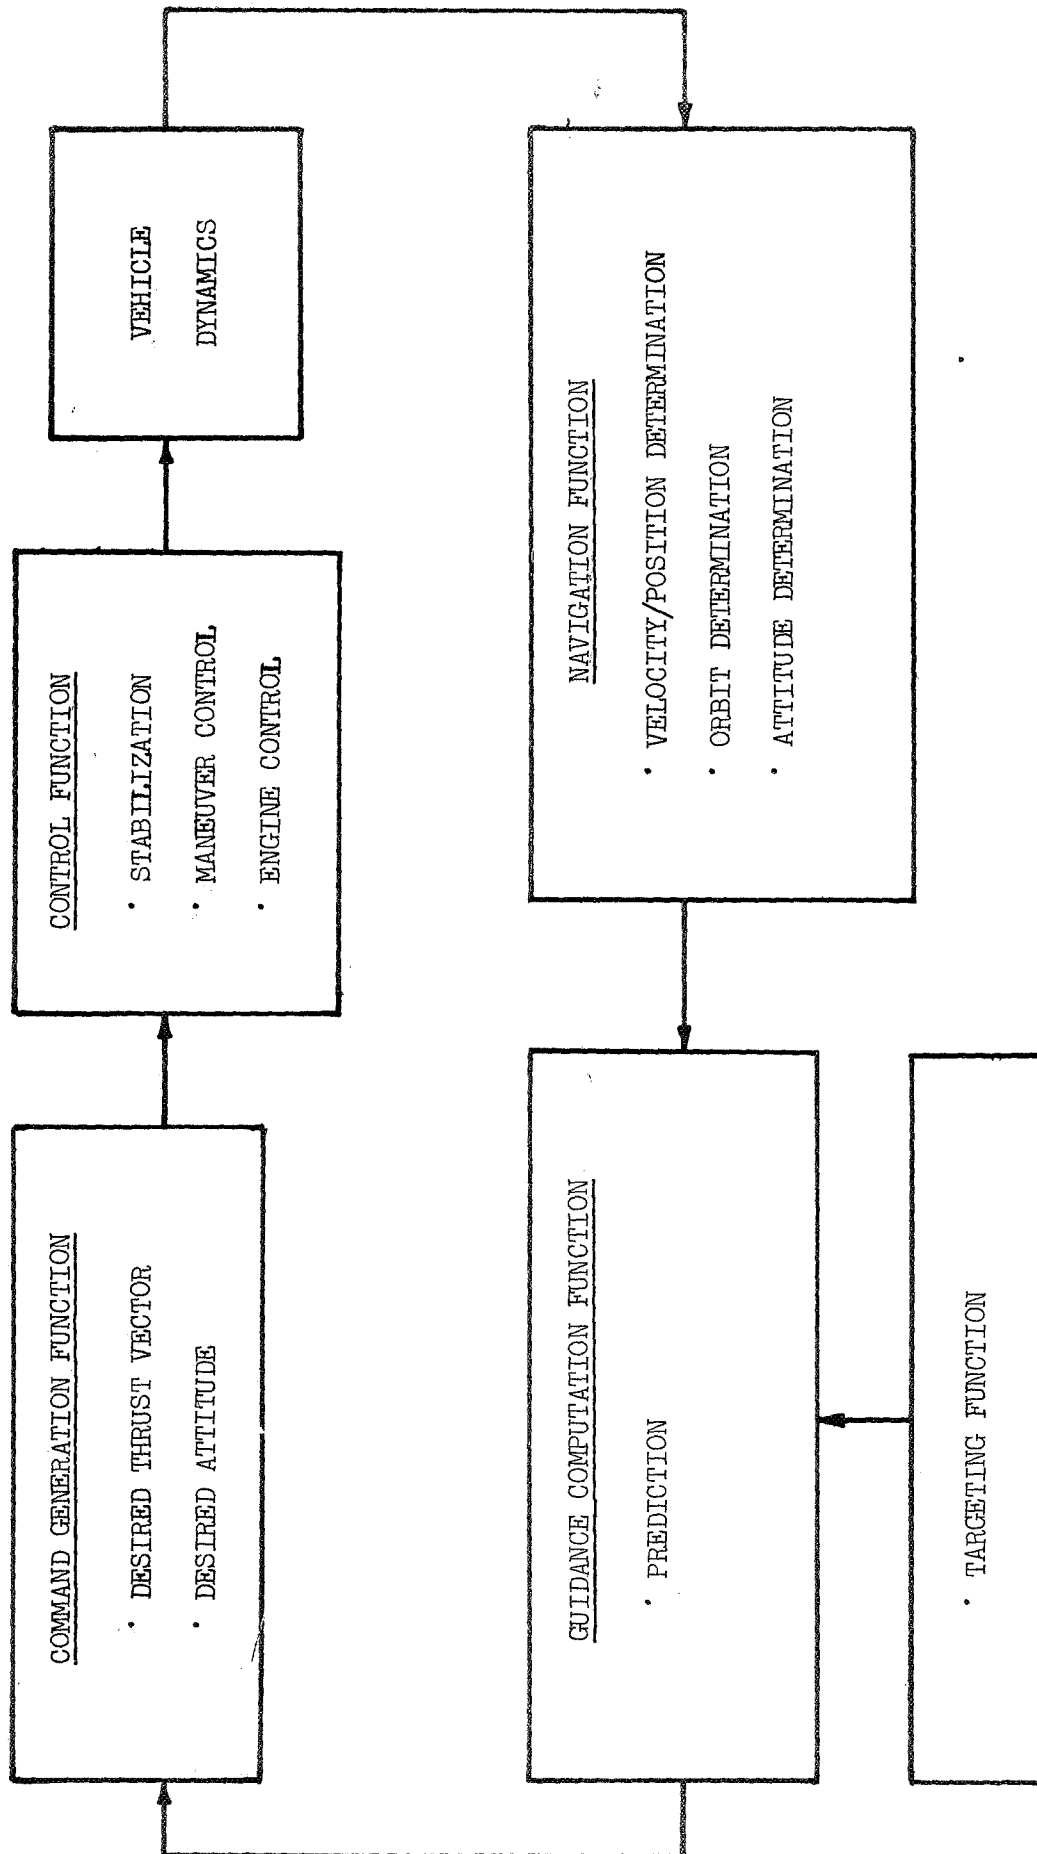 COMMAND GENERATION FUNCTION
· DESIRED THRUST VECTOR
· DESIRED ATTITUDE
CONTROL FUNCTION
· STABILIZATION
· MANEUVER CONTROL
· ENGINE CONTROL
VEHICLE
DYNAMICS
GUIDANCE COMPUTATION FUNCTION
· PREDICTION
NAVIGATION FUNCTION
· VELOCITY/POSITION DETERMINATION
· ORBIT DETERMINATION
· ATTITUDE DETERMINATION
· TARGETING FUNCTION